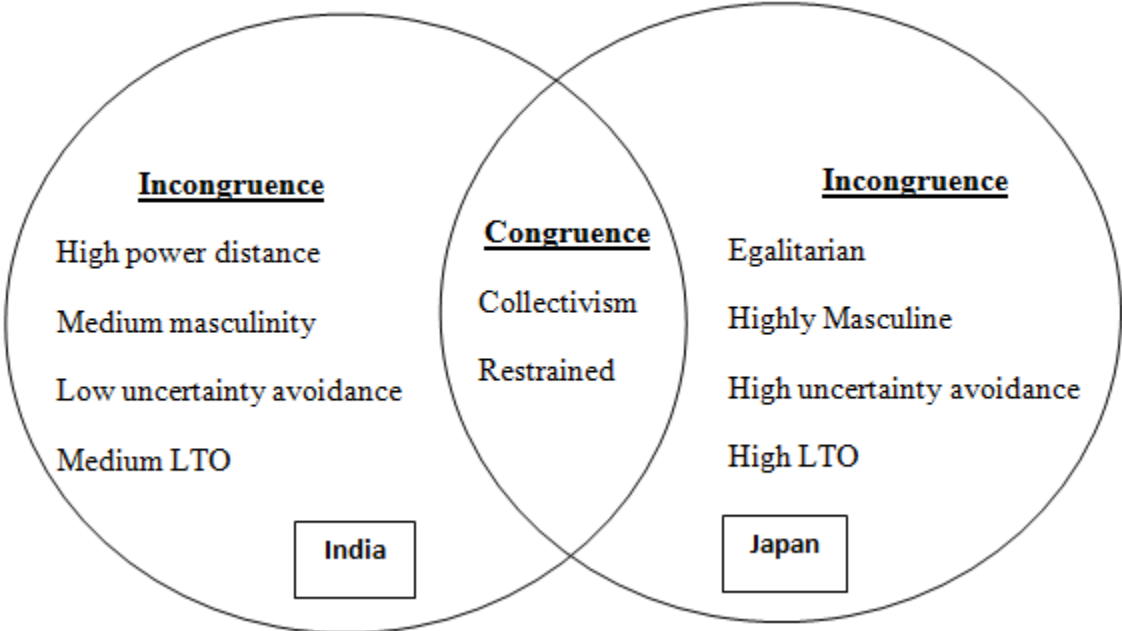 Incongruence
High power distance
Medium masculinity
Low uncertainty avoidance
Medium LTO
India
Congruence
Collectivism
Restrained
Incongruence
Egalitarian
Highly Masculine
High uncertainty avoidance
High LTO
Japan